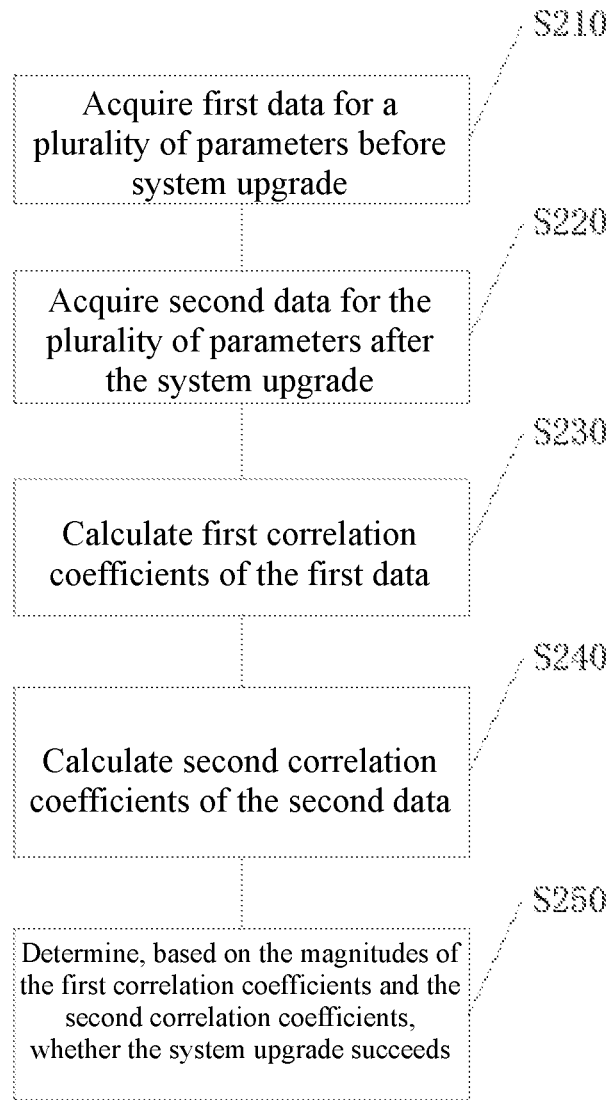 S210
Acquire first data for a
plurality of parameters before
system upgrade
S220
Acquire second data for the
plurality of parameters after
the system upgrade
S230
Calculate first correlation
coefficients of the first data
S240
Calculate second correlation
coefficients of the second data
S250
Determine, based on the magnitudes of
the first correlation coefficients and the
second correlation coefficients,
whether the system upgrade succeeds